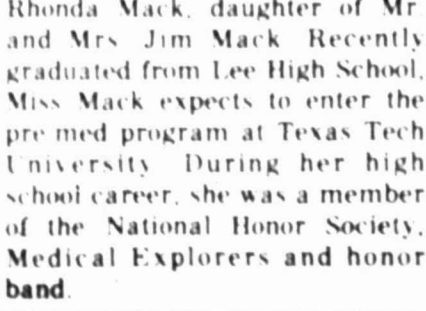 Rhonda Mack, daughter of Mr
and Mrs Jim Mack Recently
graduated from Lee High School,
Miss Mack expects to enter the
pre med program at Texas Tech
University During her high
school career, she was a member
of the National Honor Society,
Medical Explorers and honor
band.